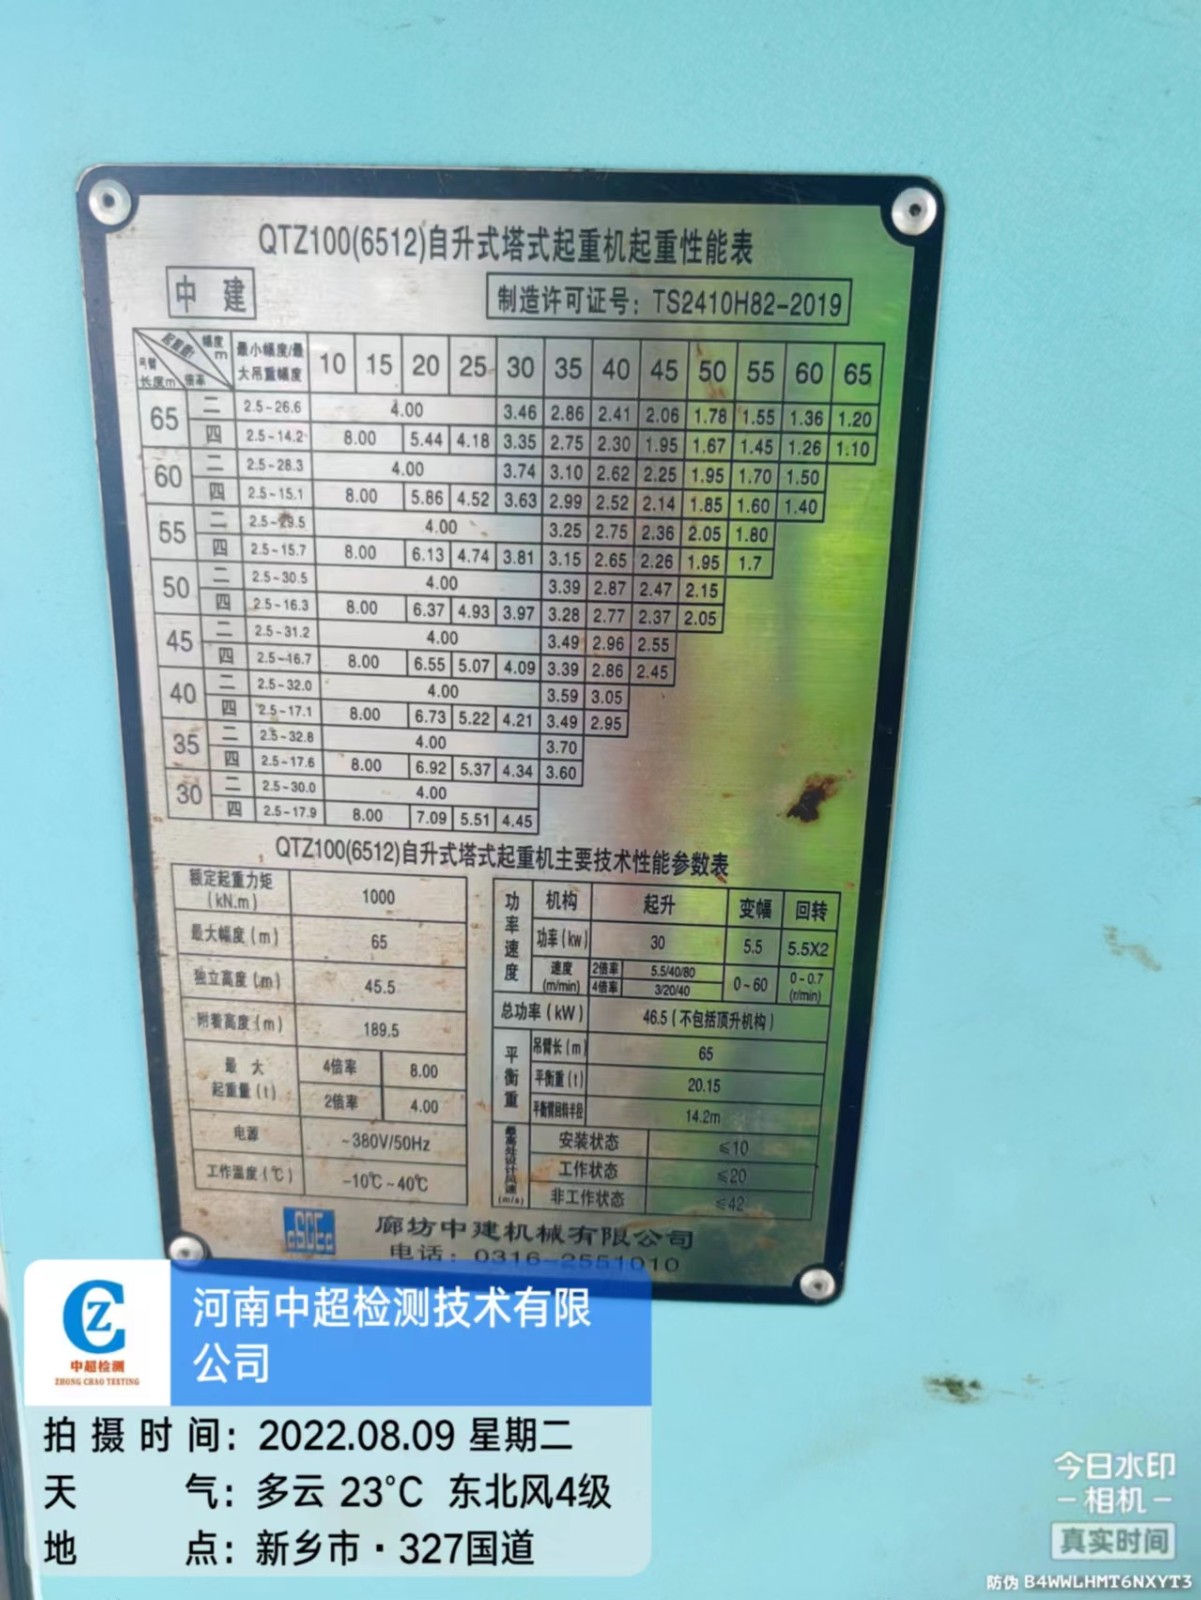 QTZ100(6512)自升式塔式起重机起重性能表
中 建
制造许可证号：TS2410H82-2019
起重量t 幅度m 吊臂长度m 倍率 最小幅度/最大吊重幅度 10 15 20 25 30 35 40 45 50 55 60 65
65 二 2.5~26.6 4.00 3.46 2.86 2.41 2.06 1.78 1.55 1.36 1.20
四 2.5~14.2 8.00 5.44 4.18 3.35 2.75 2.30 1.95 1.67 1.45 1.26 1.10
60 二 2.5~28.3 4.00 3.74 3.10 2.62 2.25 1.95 1.70 1.50
四 2.5~15.1 8.00 5.86 4.52 3.63 2.99 2.52 2.14 1.85 1.60 1.40
55 二 2.5~29.5 4.00 3.25 2.75 2.36 2.05 1.80
四 2.5~15.7 8.00 6.13 4.74 3.81 3.15 2.65 2.26 1.95 1.7
50 二 2.5~30.5 4.00 3.39 2.87 2.47 2.15
四 2.5~16.3 8.00 6.37 4.93 3.97 3.28 2.77 2.37 2.05
45 二 2.5~31.2 4.00 3.49 2.96 2.55
四 2.5~16.7 8.00 6.55 5.07 4.09 3.39 2.86 2.45
40 二 2.5~32.0 4.00 3.59 3.05
四 2.5~17.1 8.00 6.73 5.22 4.21 3.49 2.95
35 二 2.5~32.8 4.00 3.70
四 2.5~17.6 8.00 6.92 5.37 4.34 3.60
30 二 2.5~30.0 4.00
四 2.5~17.9 8.00 7.09 5.51 4.45
QTZ100(6512)自升式塔式起重机主要技术性能参数表
额定起重力矩(kN.m) 1000
最大幅度(m) 65
独立高度(m) 45.5
附着高度(m) 189.5
最大起重量(t) 4倍率 8.00
2倍率 4.00
电源 ~380V/50Hz
工作温度(℃) -10℃~40℃
功率速度 机构 起升 变幅 回转
功率(kw) 30 5.5 5.5X2
速度(m/min) 2倍率 5.5/40/80 0~60 0~0.7(r/min)
4倍率 3/20/40
总功率(kW) 46.5(不包括顶升机构)
平衡重 吊臂长(m) 65
平衡重(t) 20.15
平衡臂回转半径 14.2m
最高处设计风速(m/s) 安装状态 ≤10
工作状态 ≤20
非工作状态 ≤42
廊坊中建机械有限公司
电话：0316-2551010
中超检测
ZHONG CHAO TESTING
河南中超检测技术有限
公司
拍摄时间：2022.08.09 星期二
天 气：多云 23℃ 东北风4级
地 点：新乡市·327国道
今日水印
相机
真实时间
防伪 B4WWLHMT6NXYT3